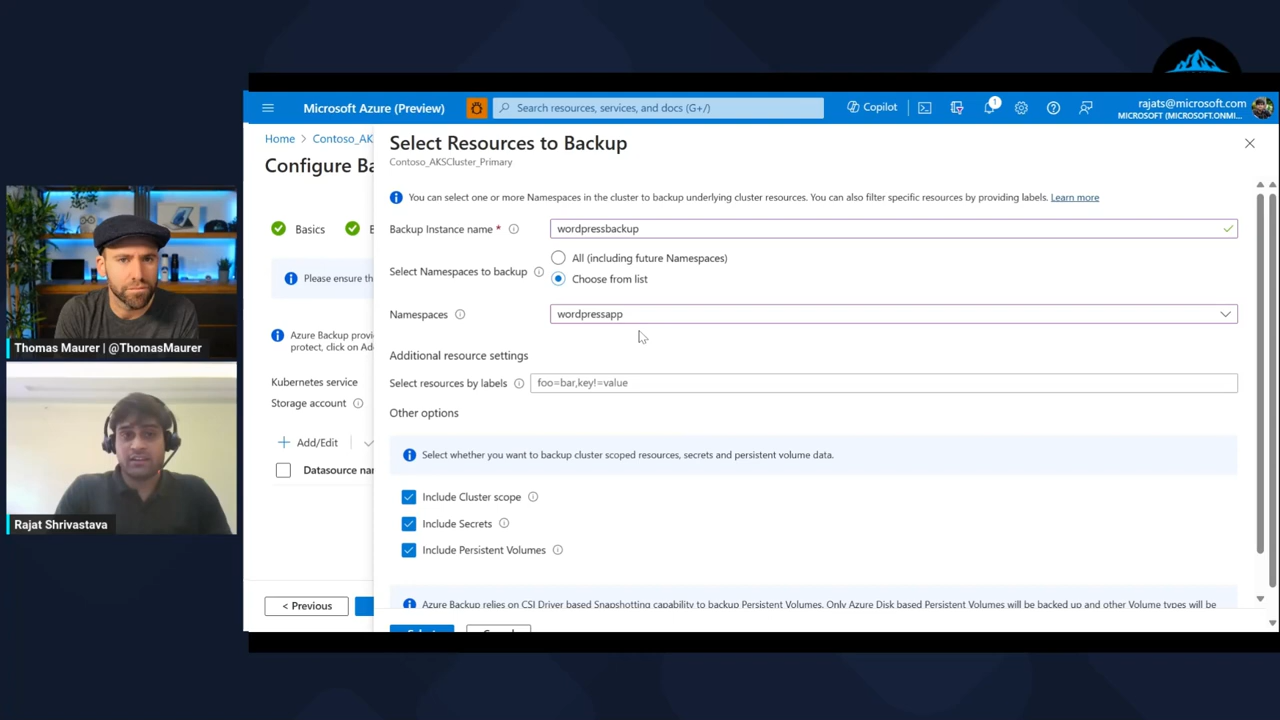 Microsoft Azure (Preview)
Search resources, services, and docs (G+/)
Copilot
1
rajats@microsoft.com
MICROSOFT (MICROSOFT.ONMI...
Home > Contoso_AK
Configure Ba
Basics
B
Please ensure the
Azure Backup provi
protect, click on Ad
Kubernetes service
Storage account
+ Add/Edit
Datasource nan
< Previous
Select Resources to Backup
Contoso_AKSCluster_Primary
You can select one or more Namespaces in the cluster to backup underlying cluster resources. You can also filter specific resources by providing labels. Learn more
Backup Instance name *
wordpressbackup
Select Namespaces to backup
All (including future Namespaces)
Choose from list
Namespaces
wordpressapp
Additional resource settings
Select resources by labels
foo=bar,key!=value
Other options
Select whether you want to backup cluster scoped resources, secrets and persistent volume data.
Include Cluster scope
Include Secrets
Include Persistent Volumes
Azure Backup relies on CSI Driver based Snapshotting capability to backup Persistent Volumes. Only Azure Disk based Persistent Volumes will be backed up and other Volume types will be
Thomas Maurer | @ThomasMaurer
Rajat Shrivastava